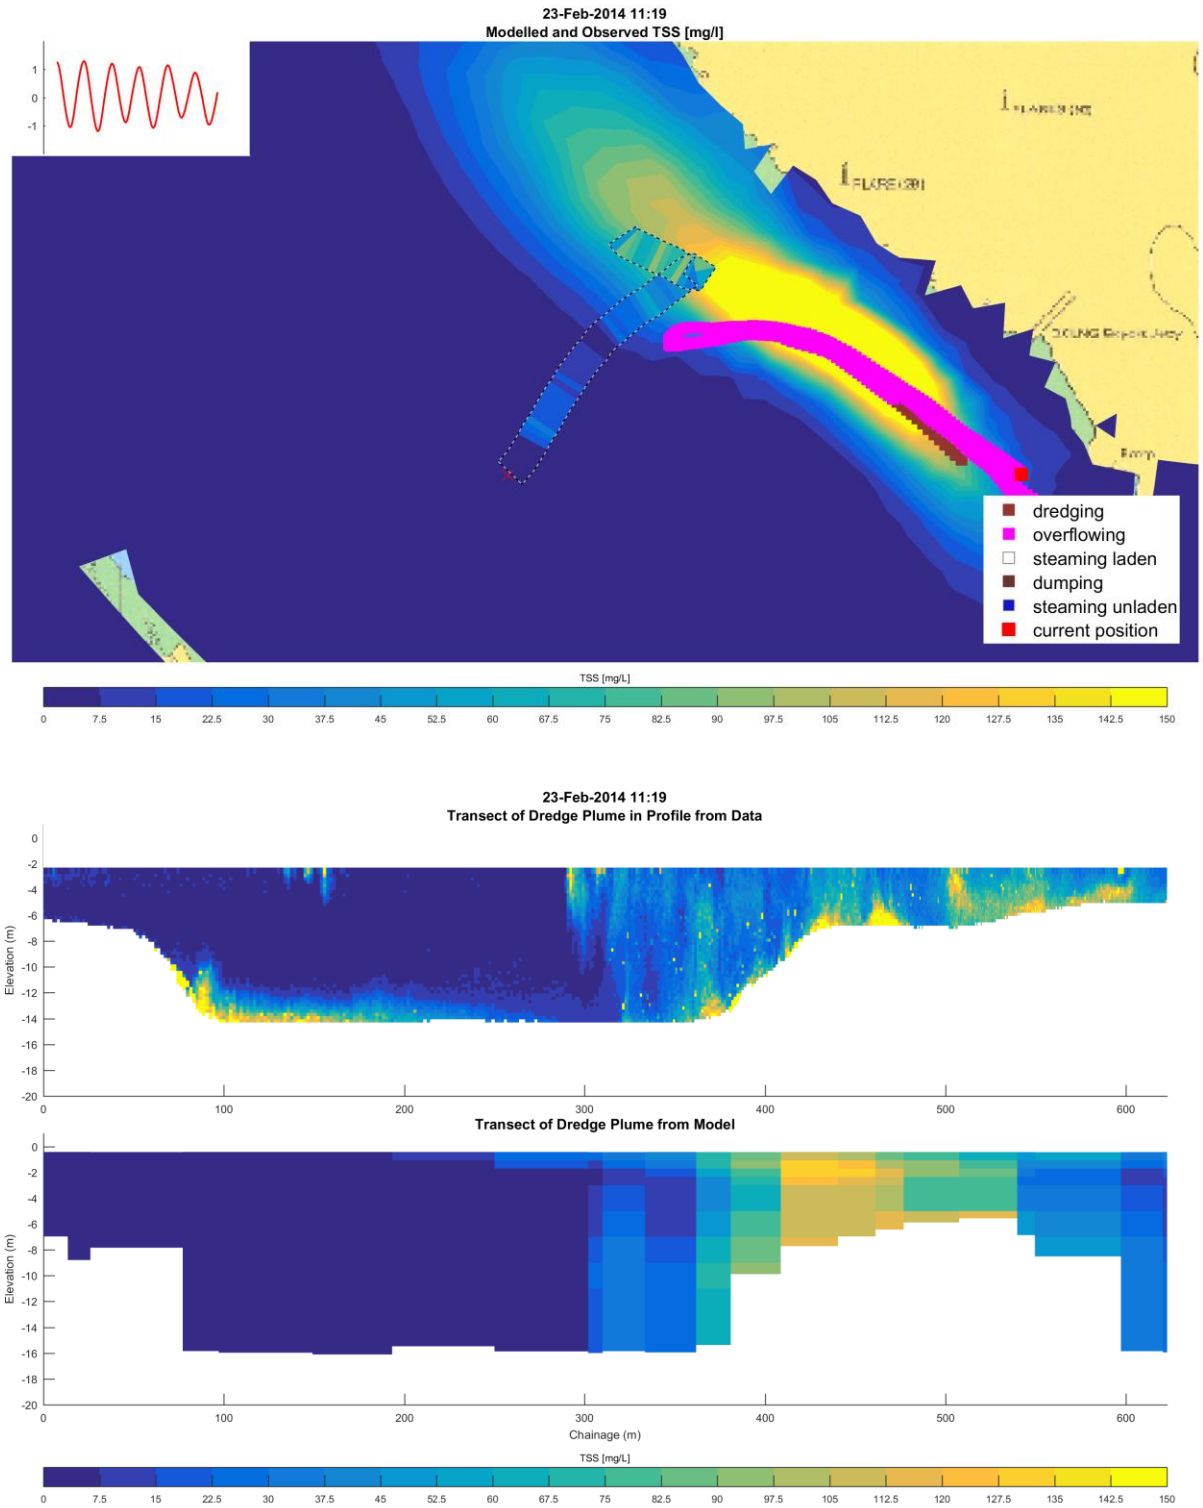 23-Feb-2014 11:19
Modelled and Observed TSS [mg/l]
1
0
-1
dredging
overflowing
steaming laden
dumping
steaming unladen
current position
TSS [mg/L]
0 7.5 15 22.5 30 37.5 45 52.5 60 67.5 75 82.5 90 97.5 105 112.5 120 127.5 135 142.5 150
23-Feb-2014 11:19
Transect of Dredge Plume in Profile from Data
Elevation (m)
0
-2
-4
-6
-8
-10
-12
-14
-16
-18
-20
0 100 200 300 400 500 600
Transect of Dredge Plume from Model
Elevation (m)
0
-2
-4
-6
-8
-10
-12
-14
-16
-18
-20
0 100 200 300 400 500 600
Chainage (m)
TSS [mg/L]
0 7.5 15 22.5 30 37.5 45 52.5 60 67.5 75 82.5 90 97.5 105 112.5 120 127.5 135 142.5 150